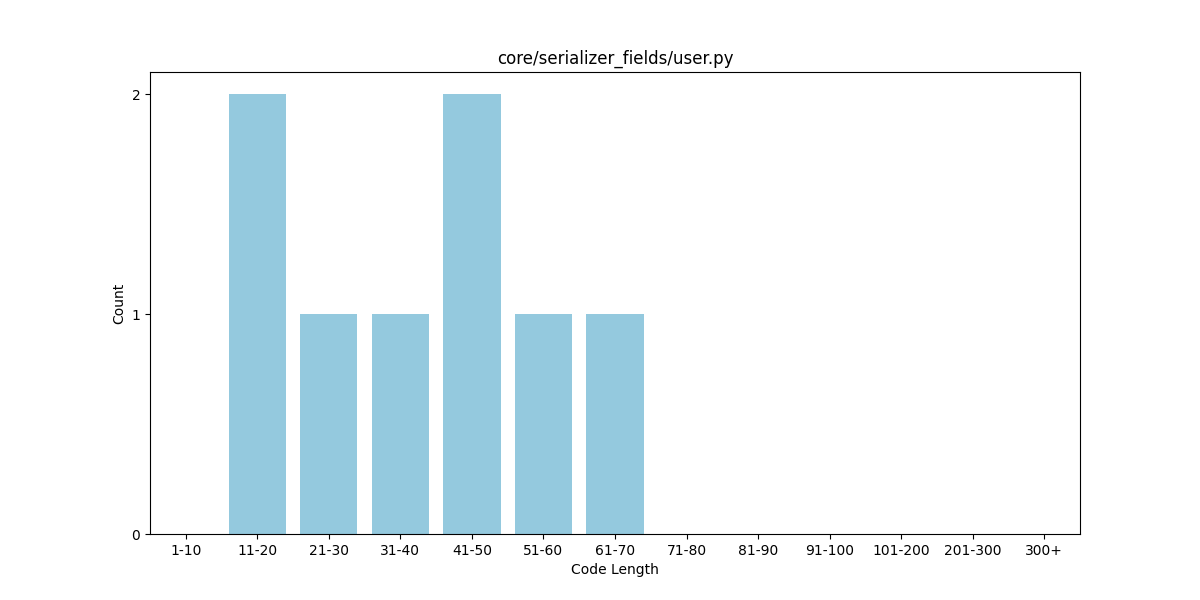 core/serializer_fields/user.py
2
1
0
Count
1-10 11-20 21-30 31-40 41-50 51-60 61-70 71-80 81-90 91-100 101-200 201-300 300+
Code Length